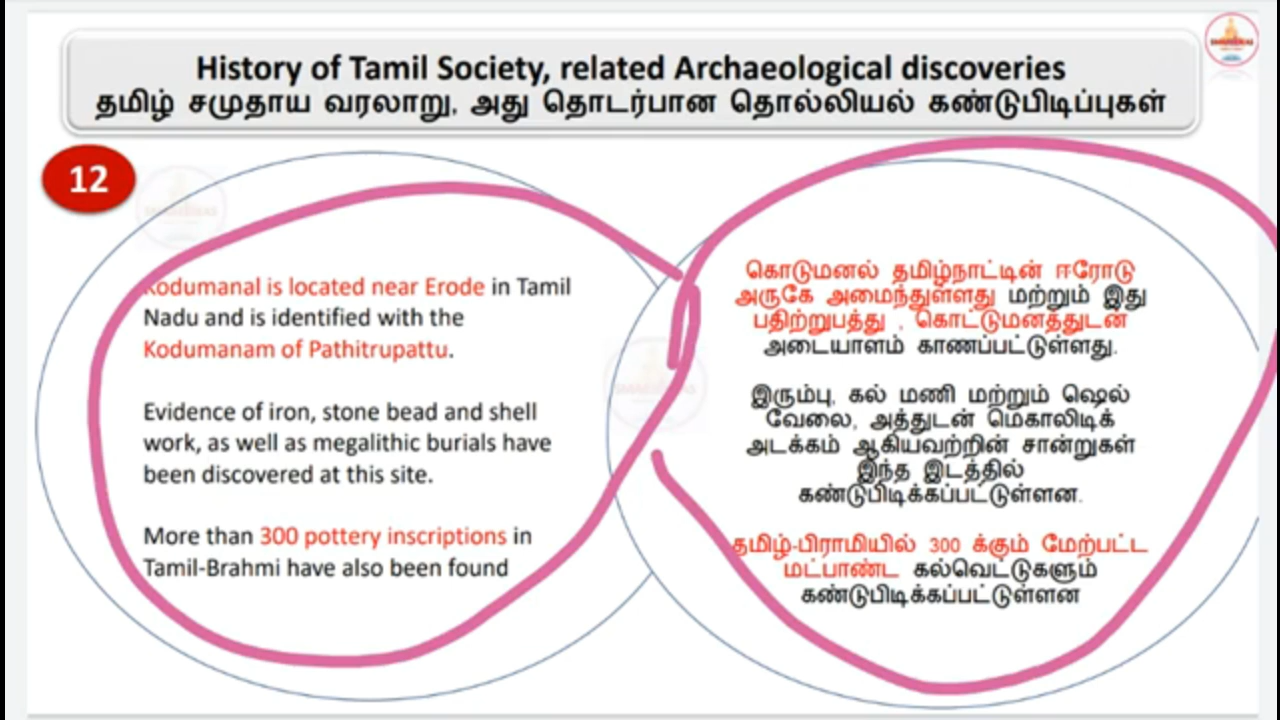 History of Tamil Society, related Archaeological discoveries
தமிழ் சமுதாய வரலாறு, அது தொடர்பான தொல்லியல் கண்டுபிடிப்புகள்
12
Kodumanal is located near Erode in Tamil
Nadu and is identified with the
Kodumanam of Pathitrupattu.
Evidence of iron, stone bead and shell
work, as well as megalithic burials have
been discovered at this site.
More than 300 pottery inscriptions in
Tamil-Brahmi have also been found
கொடுமனல் தமிழ்நாட்டின் ஈரோடு
அருகே அமைந்துள்ளது மற்றும் இது
பதிற்றுபத்து , கொட்டுமனத்துடன்
அடையாளம் காணப்பட்டுள்ளது.
இரும்பு, கல் மணி மற்றும் ஷெல்
வேலை, அத்துடன் மெகாலிடிக்
அடக்கம் ஆகியவற்றின் சான்றுகள்
இந்த இடத்தில்
கண்டுபிடிக்கப்பட்டுள்ளன.
தமிழ்-பிராமியில் 300 க்கும் மேற்பட்ட
மட்பாண்ட கல்வெட்டுகளும்
கண்டுபிடிக்கப்பட்டுள்ளன